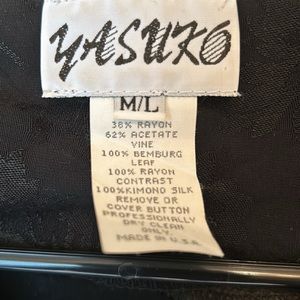 YASUKO
M/L
38% RAYON
62% ACETATE
VINE
100% BEMBURG
LEAF
100% RAYON
CONTRAST
100% KIMONO SILK
REMOVE OR
COVER BUTTON
PROFESSIONALLY
DRY CLEAN
ONLY.
MADE IN U.S.A.